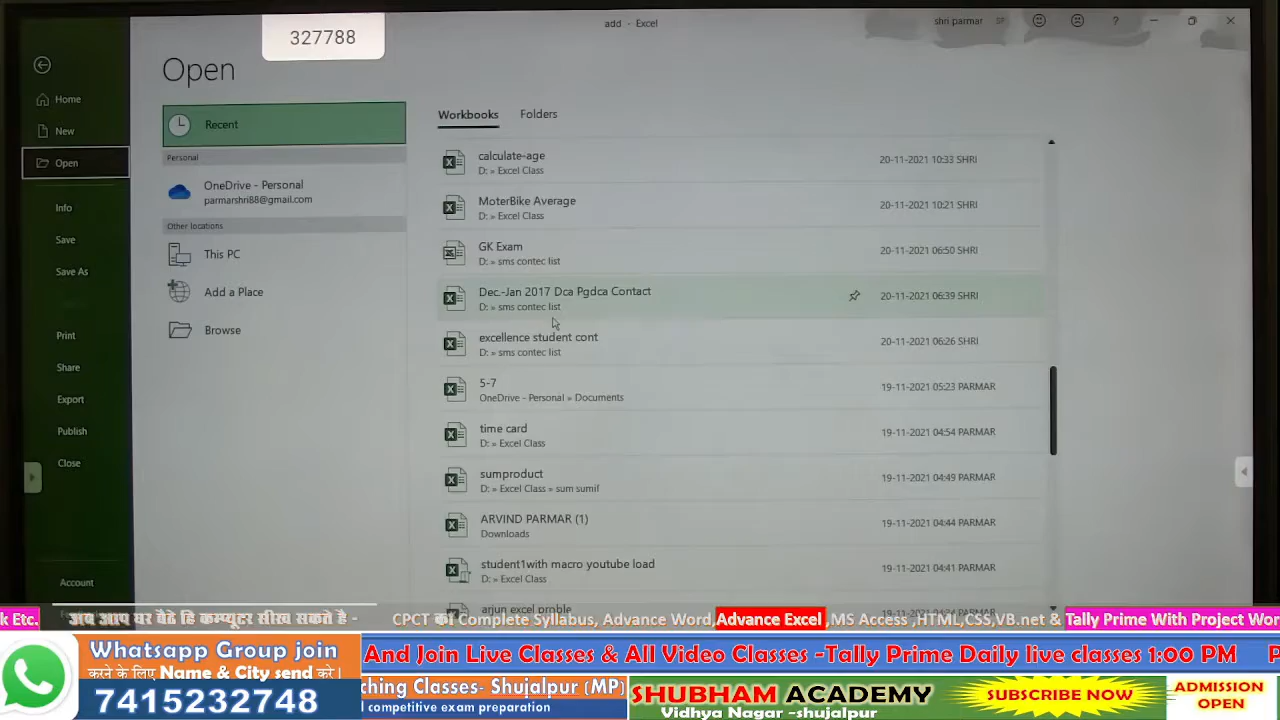 327788
add - Excel
shri parmar
SP
?
Open
Home
New
Open
Info
Save
Save As
Print
Share
Export
Publish
Close
Account
Recent
Personal
OneDrive - Personal
parmarshri88@gmail.com
Other locations
This PC
Add a Place
Browse
Workbooks
Folders
calculate-age
D: » Excel Class
20-11-2021 10:33 SHRI
MoterBike Average
D: » Excel Class
20-11-2021 10:21 SHRI
GK Exam
D: » sms contec list
20-11-2021 06:50 SHRI
Dec.-Jan 2017 Dca Pgdca Contact
D: » sms contec list
20-11-2021 06:39 SHRI
excellence student cont
D: » sms contec list
20-11-2021 06:26 SHRI
5-7
OneDrive - Personal » Documents
19-11-2021 05:23 PARMAR
time card
D: » Excel Class
19-11-2021 04:54 PARMAR
sumproduct
D: » Excel Class » sum sumif
19-11-2021 04:49 PARMAR
ARVIND PARMAR (1)
Downloads
19-11-2021 04:44 PARMAR
student1with macro youtube load
D: » Excel Class
19-11-2021 04:41 PARMAR
arjun excel
k Etc. अब आप घर बैठे हि कम्प्यूटर सीख सकते है - CPCT का Complete Syllabus, Advance Word, Advance Excel ,MS Access ,HTML,CSS,VB.net & Tally Prime With Project Wor
Whatsapp Group join
करने के लिए Name & City send करे।
7415232748
And Join Live Classes & All Video Classes -Tally Prime Daily live classes 1:00 PM P
ching Classes- Shujalpur (MP)
l competitive exam preparation
SHUBHAM ACADEMY
Vidhya Nagar -shujalpur
SUBSCRIBE NOW
ADMISSION
OPEN